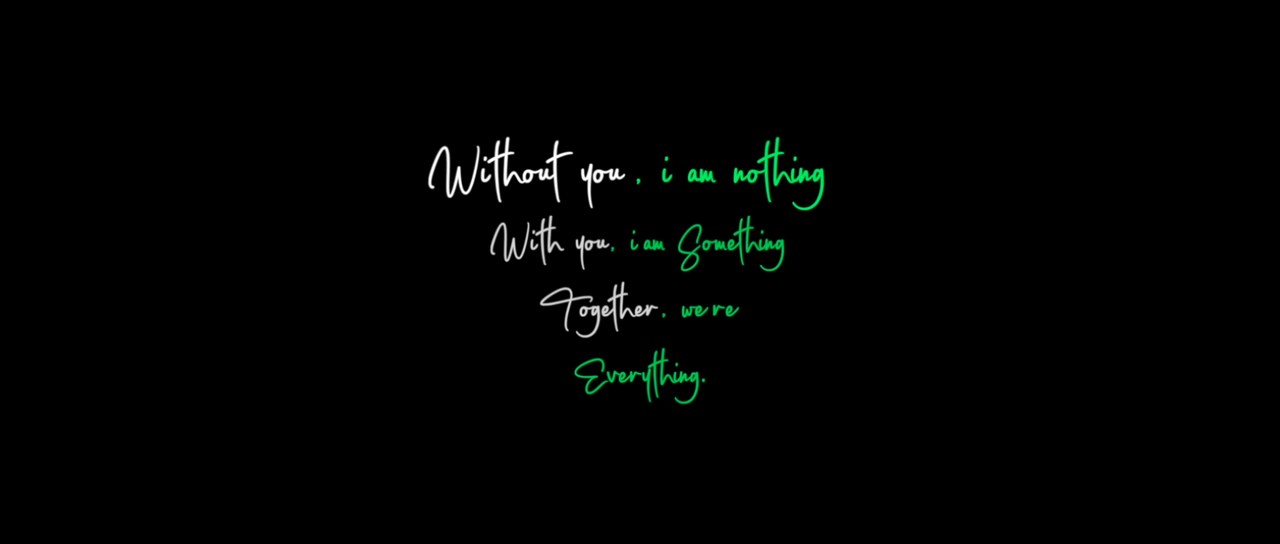 Without you, i am nothing
With you, i am Something
Together, we're
Everything.